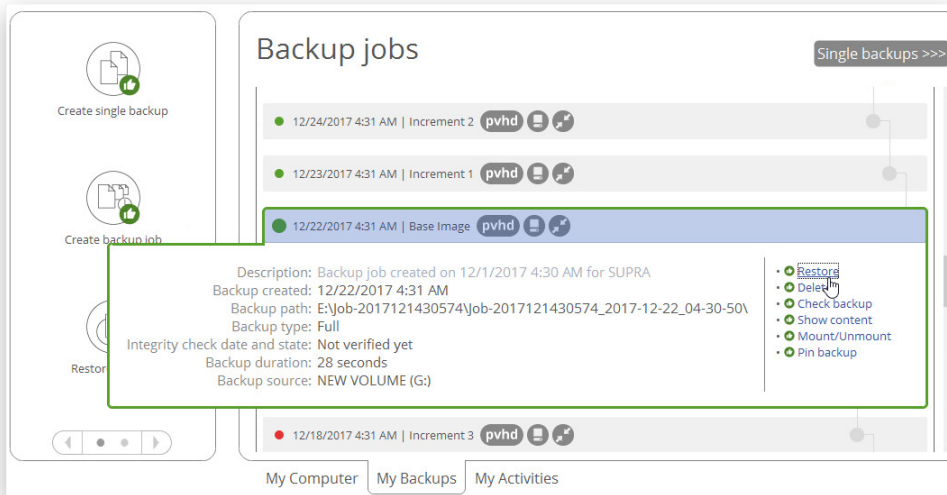 Backup jobs
Single backups >>>
Create single backup
12/24/2017 4:31 AM | Increment 2 pvhd
12/23/2017 4:31 AM | Increment 1 pvhd
12/22/2017 4:31 AM | Base Image pvhd
Create backup job
Description: Backup job created on 12/1/2017 4:30 AM for SUPRA
Backup created: 12/22/2017 4:31 AM
Backup path: E:\Job-2017121430574\Job-2017121430574_2017-12-22_04-30-50\
Backup type: Full
Integrity check date and state: Not verified yet
Backup duration: 28 seconds
Backup source: NEW VOLUME (G:)
Restore
Delet
Check backup
Show content
Mount/Unmount
Pin backup
Restor
12/18/2017 4:31 AM | Increment 3 pvhd
My Computer My Backups My Activities